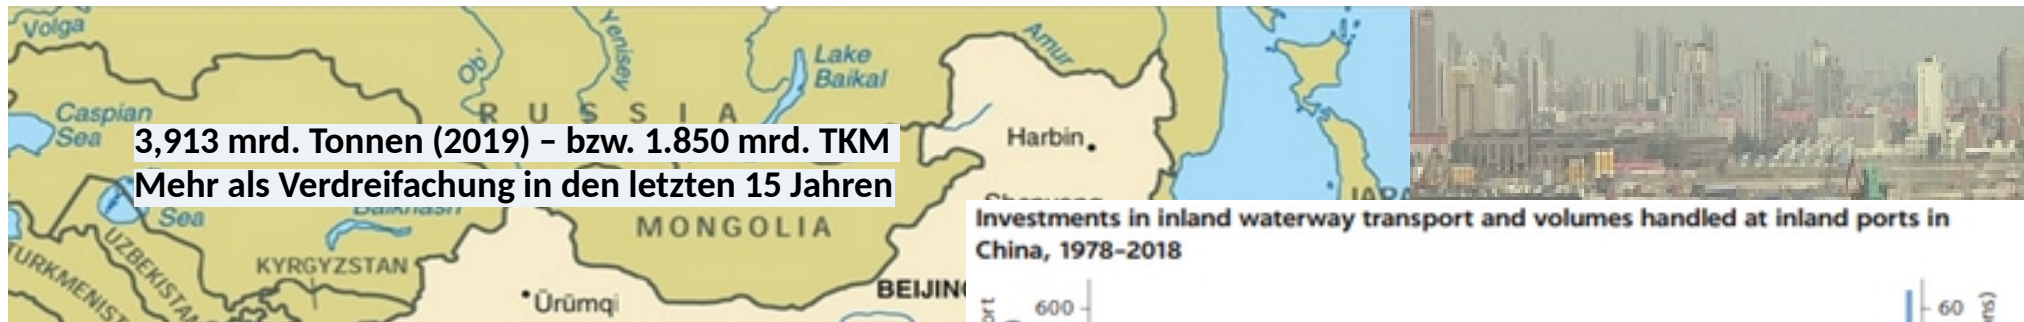 Volga
Ob'
Yenisey
Lake
Baikal
Amur
Caspian
Sea
R U S S I A
3,913 mrd. Tonnen (2019) – bzw. 1.850 mrd. TKM
Mehr als Verdreifachung in den letzten 15 Jahren
Harbin
Sea
MONGOLIA
UZBEKISTAN
KYRGYZSTAN
Ürümqi
Investments in inland waterway transport and volumes handled at inland ports in
China, 1978–2018
600
60